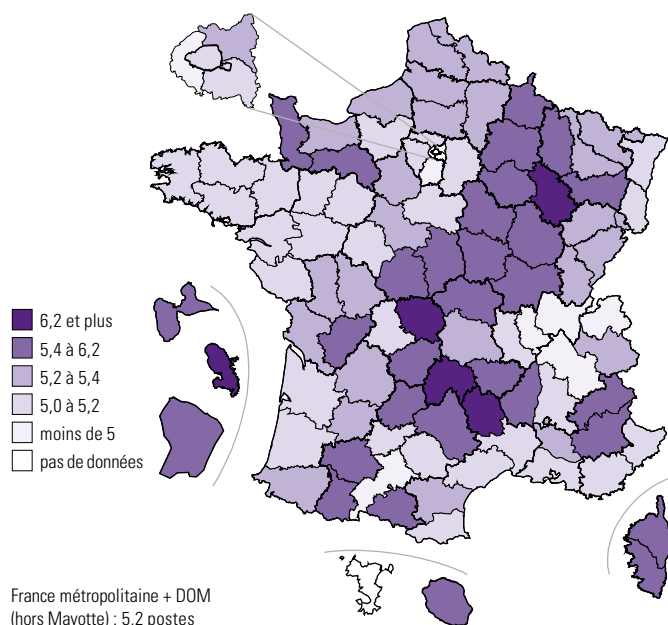 6,2 et plus
5,4 à 6,2
5,2 à 5,4
5,0 à 5,2
moins de 5
pas de données
France métropolitaine + DOM
(hors Mayotte) : 5,2 postes